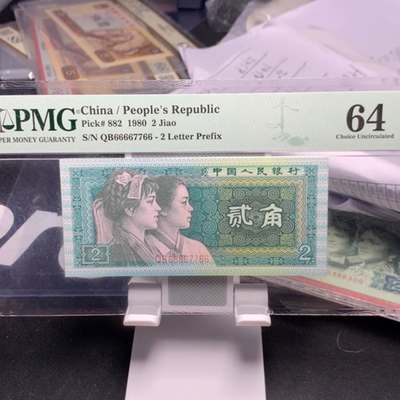 PMG
PAPER MONEY GUARANTY
China / People's Republic
Pick# 882 1980 2 Jiao
S/N QB66667766 - 2 Letter Prefix
64
Choice Uncirculated
中国人民银行
贰角
QB66667766
2
2